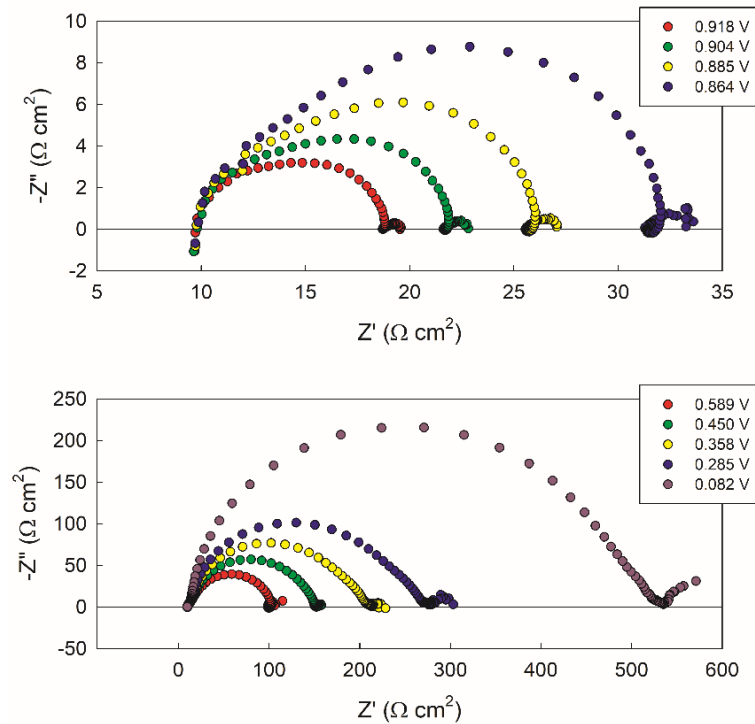 10
8
6
4
2
0
-2
-Z" (Ω cm²)
5
10
15
20
25
30
35
Z' (Ω cm²)
0.918 V
0.904 V
0.885 V
0.864 V
250
200
150
100
50
0
-50
-Z" (Ω cm²)
0
100
200
300
400
500
600
Z' (Ω cm²)
0.589 V
0.450 V
0.358 V
0.285 V
0.082 V